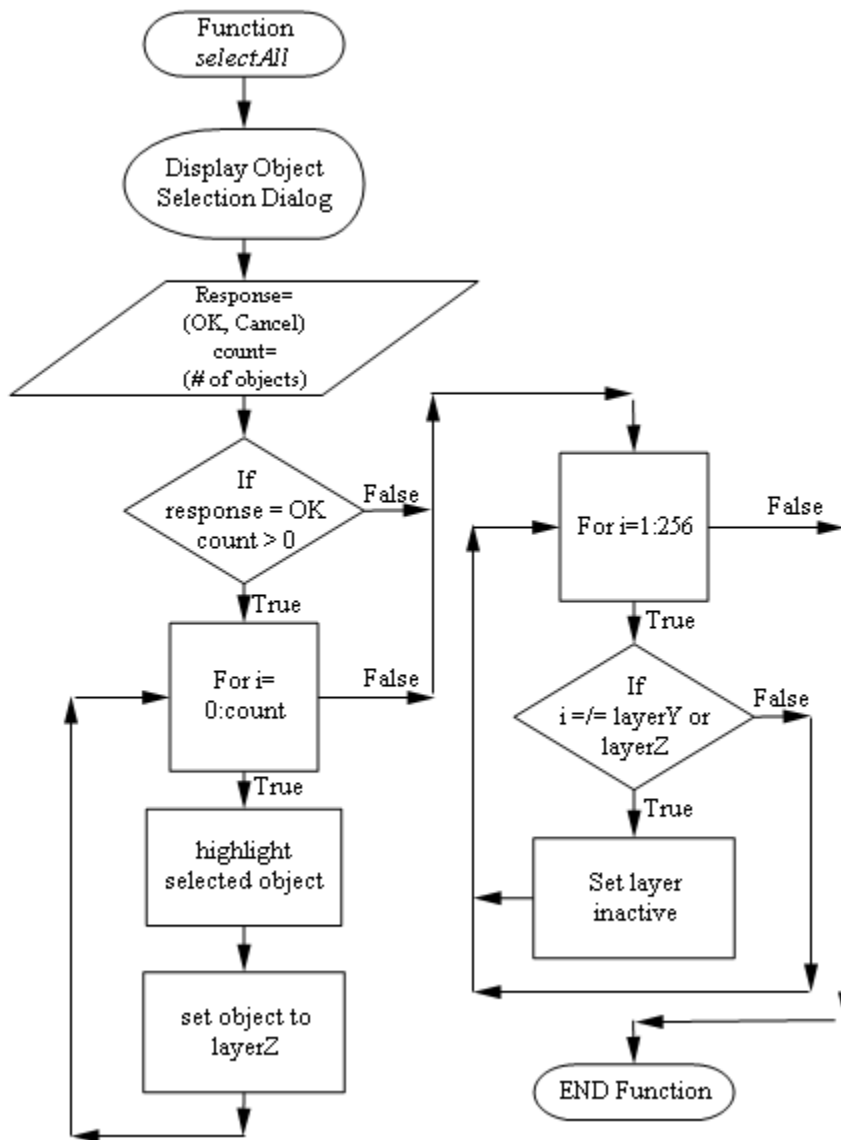 Function
selectAll
Display Object
Selection Dialog
Response=
(OK, Cancel)
count=
(# of objects)
If
response = OK
count > 0
False
True
For i=
0:count
False
True
highlight
selected object
set object to
layerZ
For i=1:256
False
True
If
i =/= layerY or
layerZ
False
True
Set layer
inactive
END Function